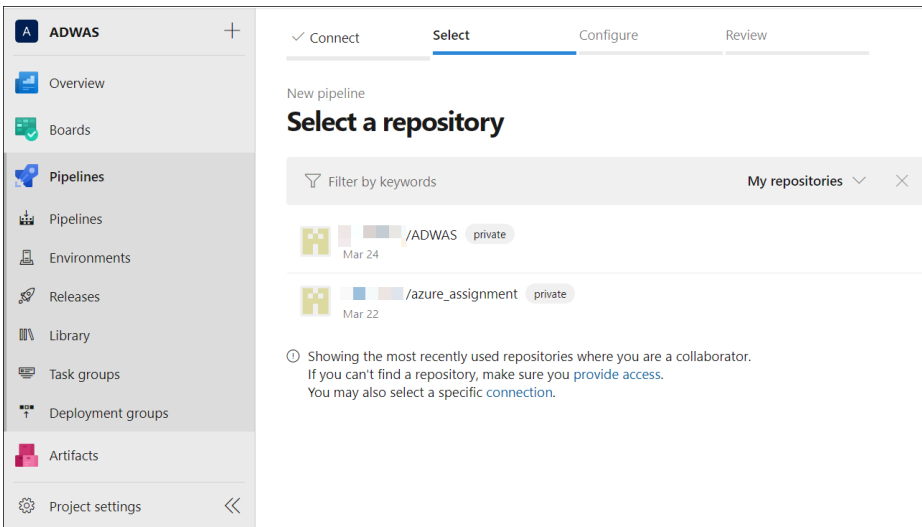 A ADWAS
Overview
Boards
Pipelines
Pipelines
Environments
Releases
Library
Task groups
Deployment groups
Artifacts
Project settings
Connect Select Configure Review
New pipeline
Select a repository
Filter by keywords My repositories
/ADWAS private
Mar 24
/azure_assignment private
Mar 22
Showing the most recently used repositories where you are a collaborator.
If you can't find a repository, make sure you provide access.
You may also select a specific connection.